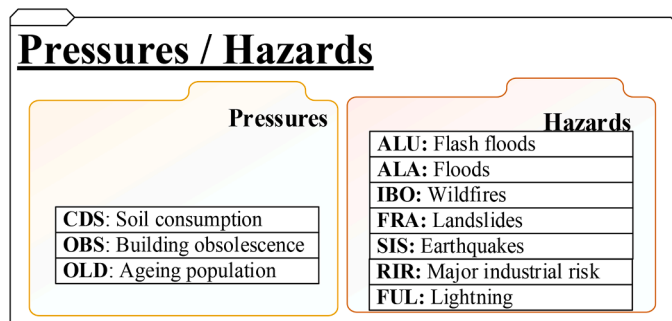 Pressures / Hazards
Pressures
CDS: Soil consumption
OBS: Building obsolescence
OLD: Ageing population
Hazards
ALU: Flash floods
ALA: Floods
IBO: Wildfires
FRA: Landslides
SIS: Earthquakes
RIR: Major industrial risk
FUL: Lightning